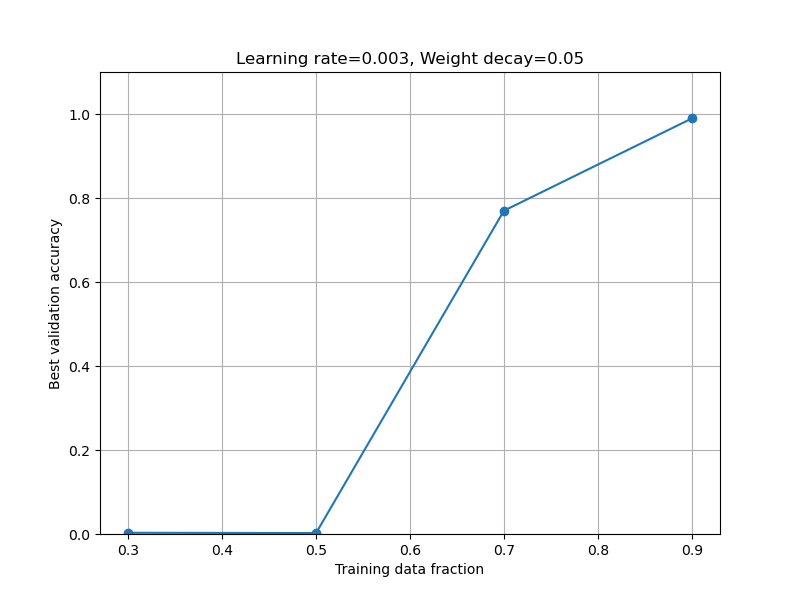 Learning rate=0.003, Weight decay=0.05
1.0
0.8
0.6
0.4
0.2
0.0
Best validation accuracy
0.3 0.4 0.5 0.6 0.7 0.8 0.9
Training data fraction